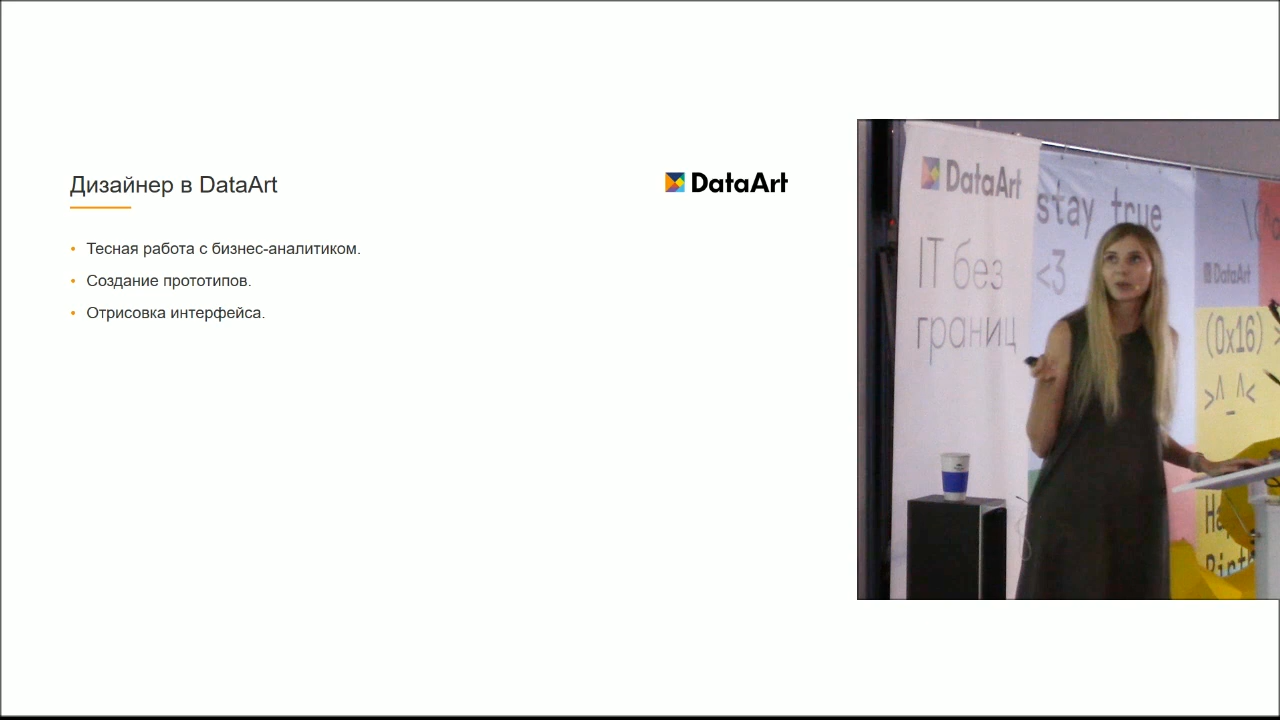 Дизайнер в DataArt
DataArt
• Тесная работа с бизнес-аналитиком.
• Создание прототипов.
• Отрисовка интерфейса.
DataArt
IT без
границ
stay true
<3
DataArt
(0x16) >
>^_^<